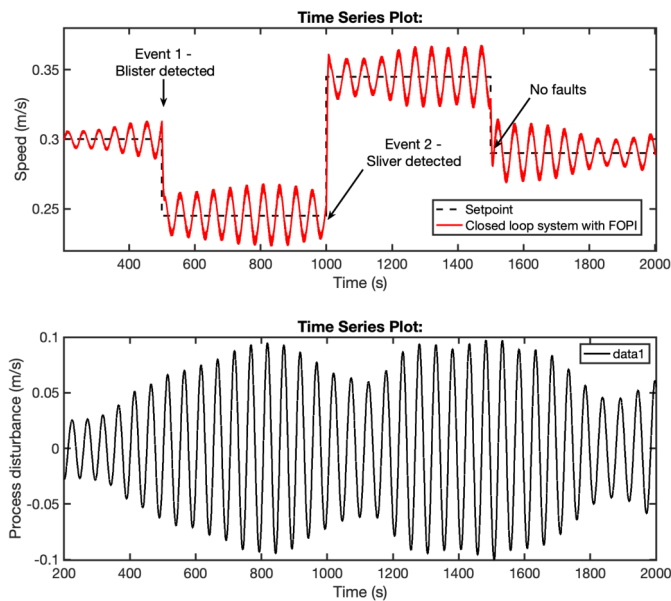 Time Series Plot:
Event 1 -
Blister detected
No faults
Event 2 -
Sliver detected
0.35
0.3
0.25
Speed (m/s)
Setpoint
Closed loop system with FOPI
400 600 800 1000 1200 1400 1600 1800 2000
Time (s)
Time Series Plot:
data1
0.1
0.05
0
-0.05
-0.1
Process disturbance (m/s)
200 400 600 800 1000 1200 1400 1600 1800 2000
Time (s)